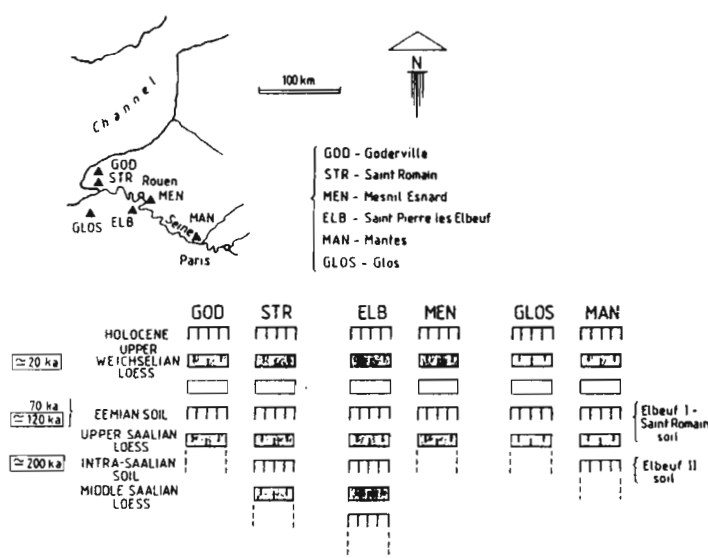 100 km
N
Channel
GOD
STR
Rouen
MEN
GLOS
ELB
Seine
MAN
Paris
GOD - Goderville
STR - Saint Romain
MEN - Mesnil Esnard
ELB - Saint Pierre les Elbeuf
MAN - Mantes
GLOS - Glos
GOD STR ELB MEN GLOS MAN
HOLOCENE
UPPER
≃20 ka WEICHSELIAN
LOESS
70 ka
≃120ka EEMIAN SOIL
Elbeuf I -
Saint Romain
soil
UPPER SAALIAN
LOESS
≃200 ka INTRA-SAALIAN
SOIL
Elbeuf II
soil
MIDDLE SAALIAN
LOESS